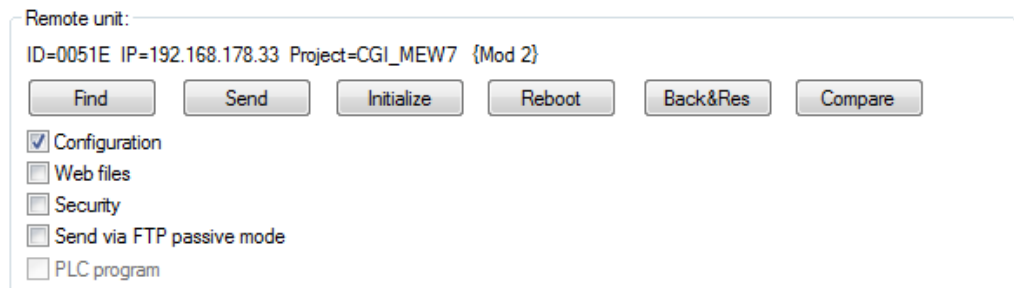 Remote unit:
ID=0051E IP=192.168.178.33 Project=CGI_MEW7 {Mod 2}
Find Send Initialize Reboot Back&Res Compare
Configuration
Web files
Security
Send via FTP passive mode
PLC program